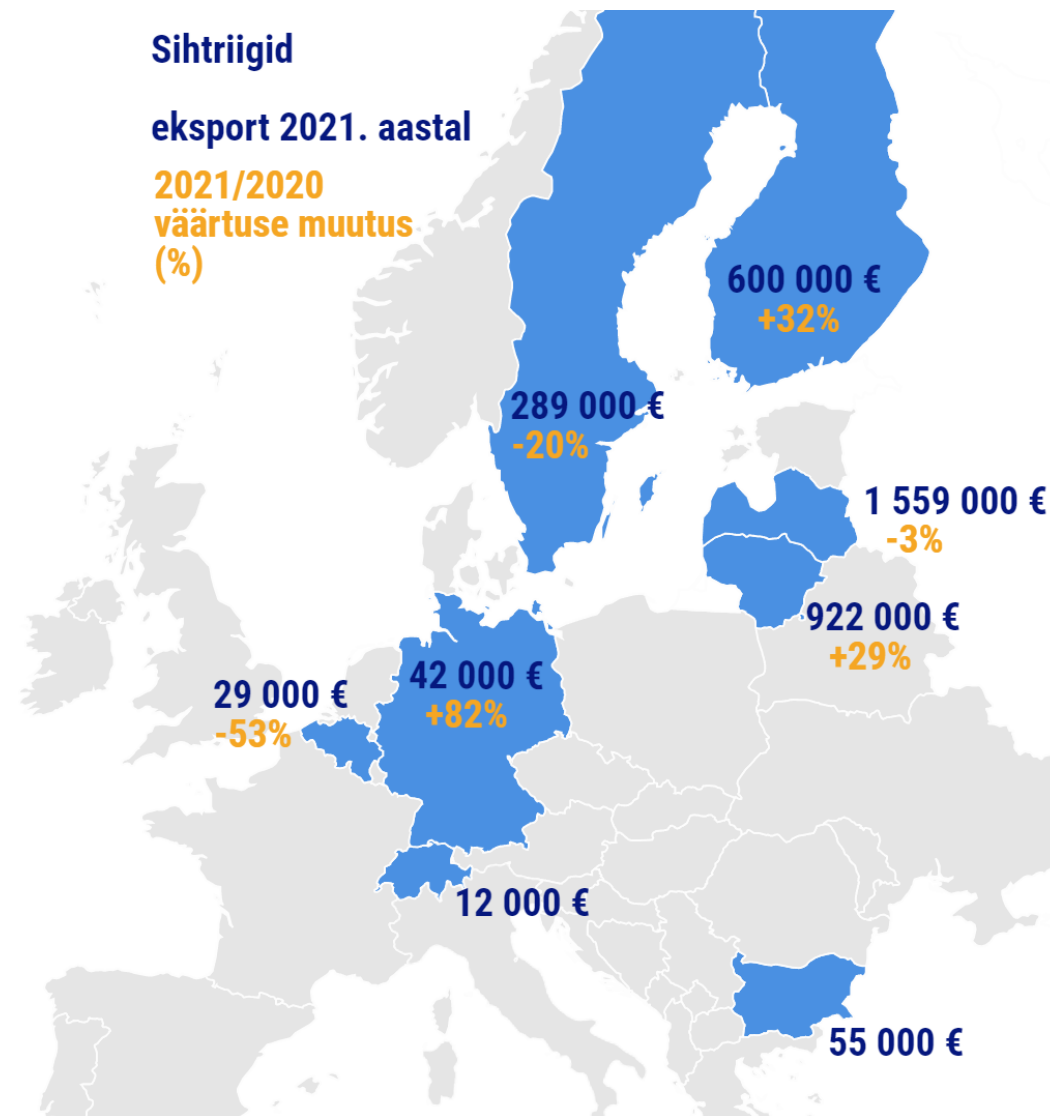 Sihtriigid
eksport 2021. aastal
2021/2020
väärtuse muutus
(%)
600 000 €
+32%
289 000 €
-20%
1 559 000 €
-3%
922 000 €
+29%
42 000 €
+82%
29 000 €
-53%
12 000 €
55 000 €